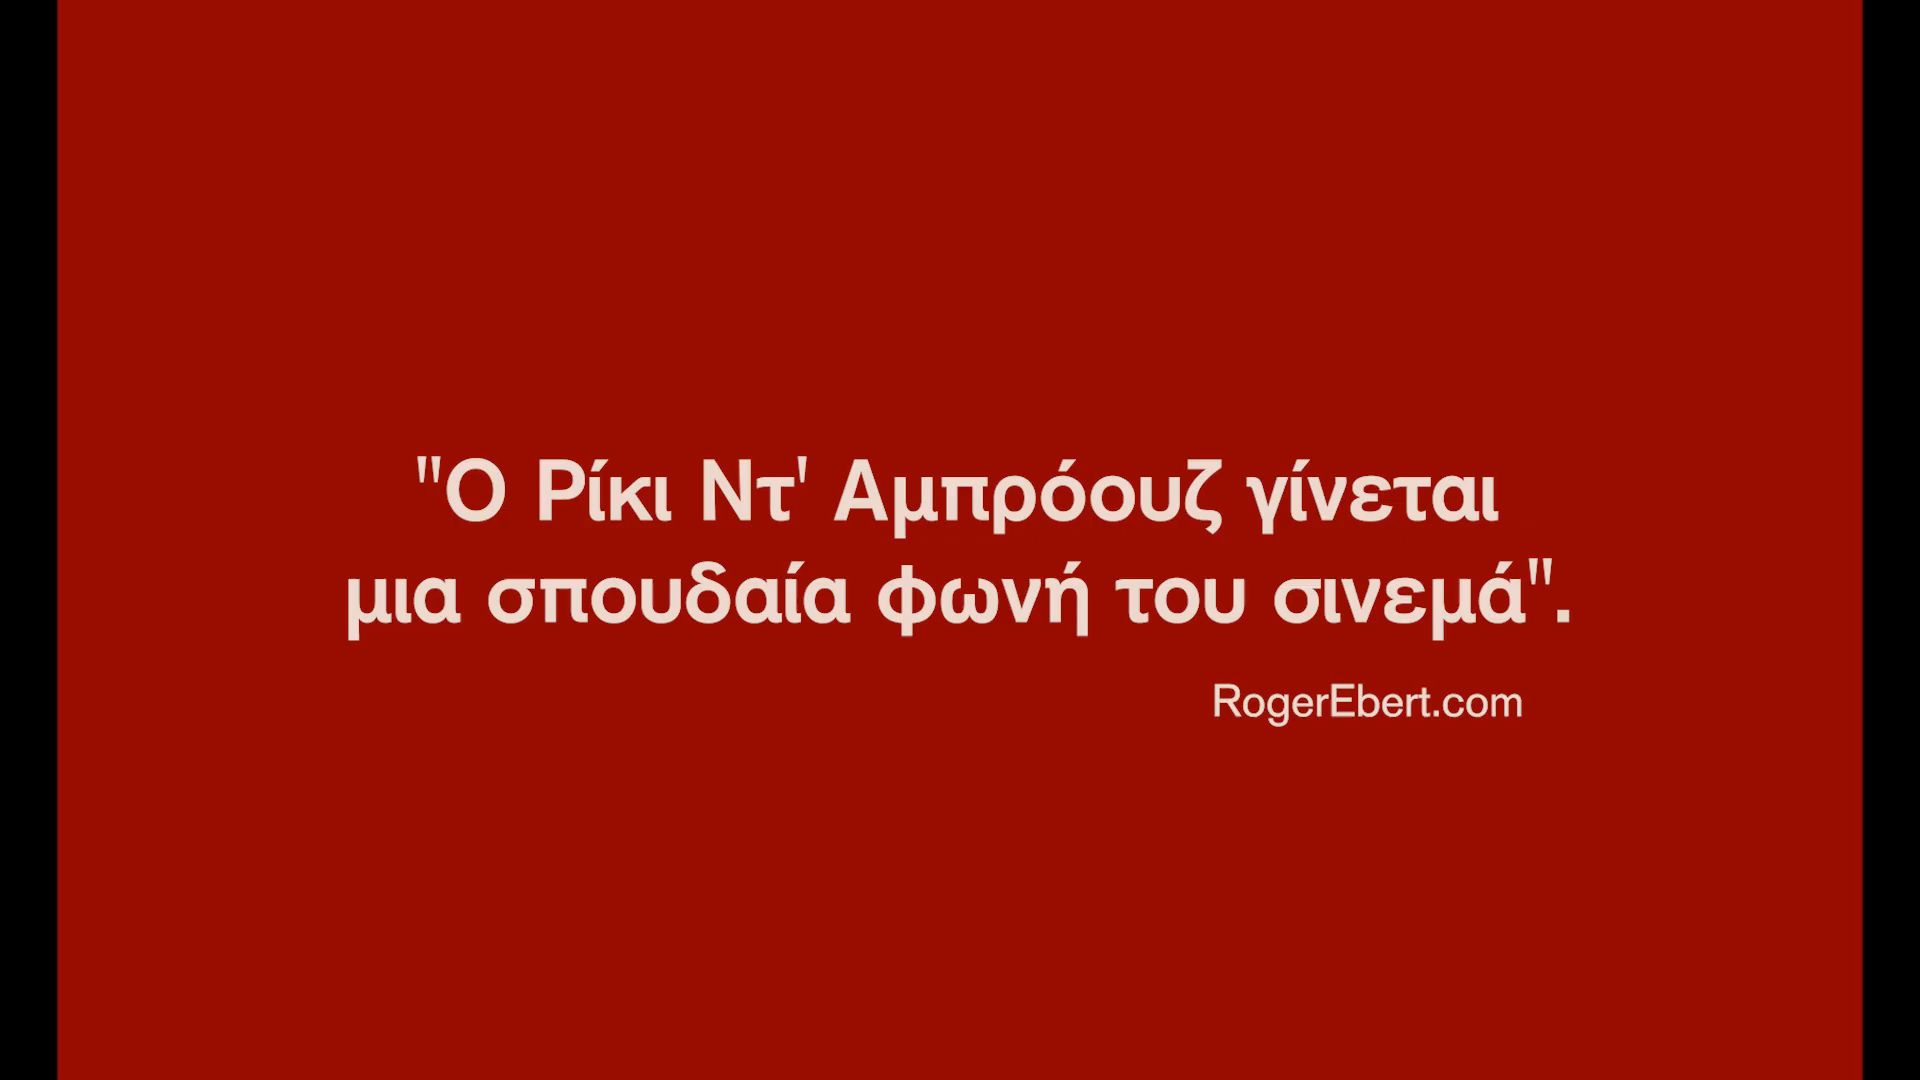 "Ο Ρίκι Ντ' Αμπρόουζ γίνεται
μια σπουδαία φωνή του σινεμά".
RogerEbert.com